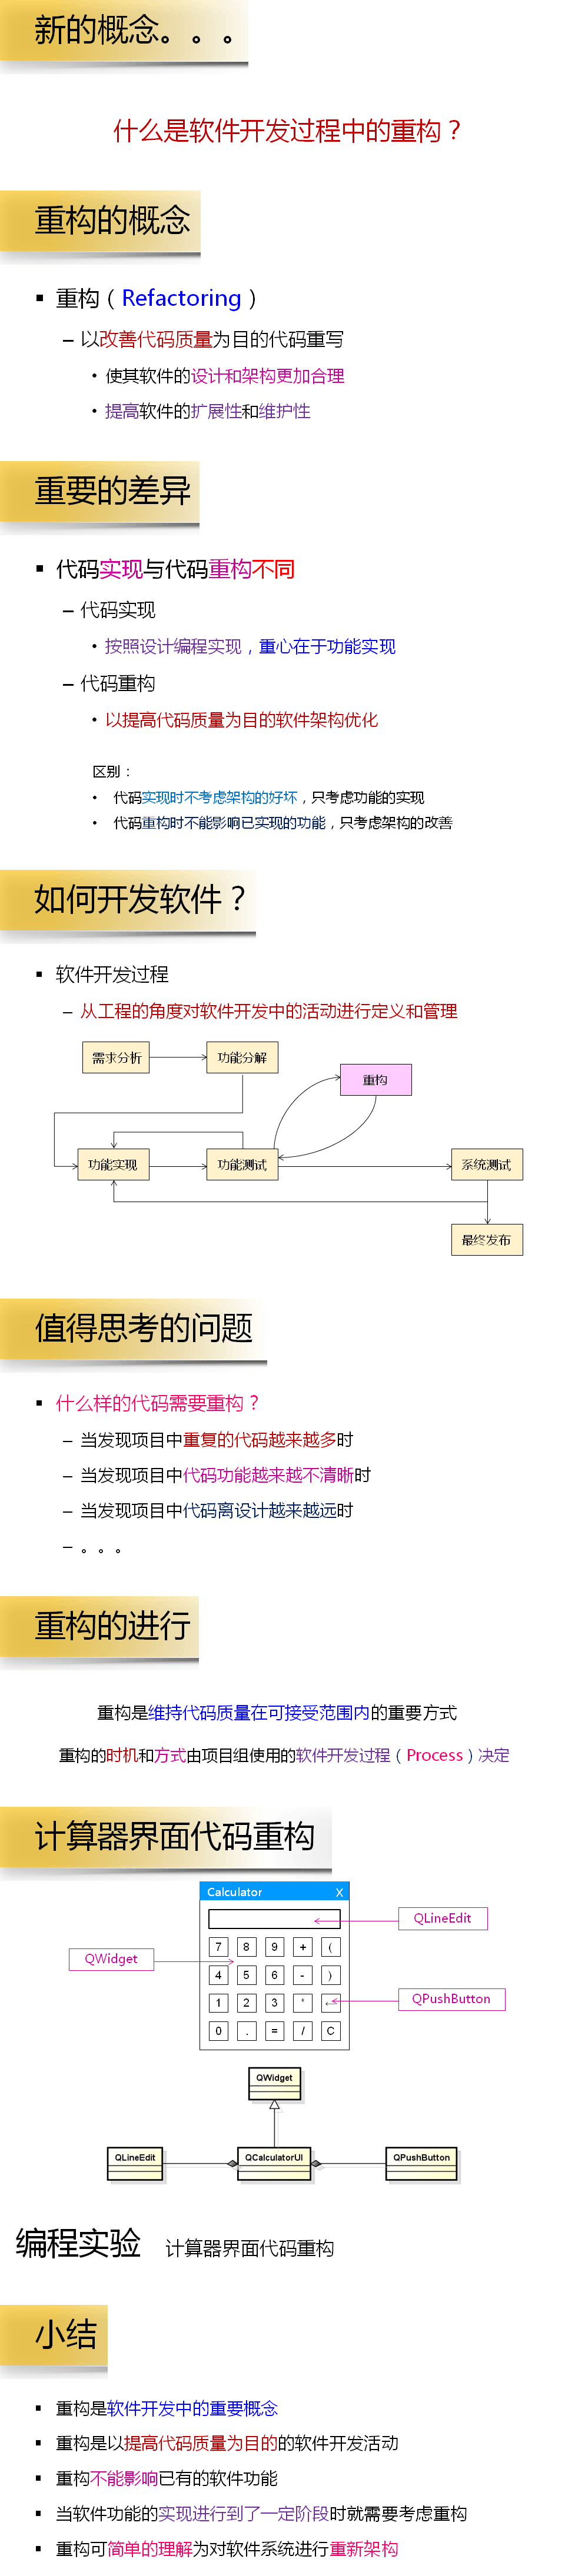 新的概念。。。
什么是软件开发过程中的重构？
重构的概念
▪ 重构（Refactoring）
– 以改善代码质量为目的代码重写
• 使其软件的设计和架构更加合理
• 提高软件的扩展性和维护性
重要的差异
▪ 代码实现与代码重构不同
– 代码实现
• 按照设计编程实现，重心在于功能实现
– 代码重构
• 以提高代码质量为目的软件架构优化
区别：
• 代码实现时不考虑架构的好坏，只考虑功能的实现
• 代码重构时不能影响已实现的功能，只考虑架构的改善
如何开发软件？
▪ 软件开发过程
– 从工程的角度对软件开发中的活动进行定义和管理
需求分析 功能分解
重构
功能实现 功能测试 系统测试
最终发布
值得思考的问题
▪ 什么样的代码需要重构？
– 当发现项目中重复的代码越来越多时
– 当发现项目中代码功能越来越不清晰时
– 当发现项目中代码离设计越来越远时
– 。。。
重构的进行
重构是维持代码质量在可接受范围内的重要方式
重构的时机和方式由项目组使用的软件开发过程（Process）决定
计算器界面代码重构
Calculator X
QLineEdit
7 8 9 + (
QWidget
4 5 6 - )
QPushButton
1 2 3 * ←
0 . = / C
QWidget
QLineEdit QCalculatorUI QPushButton
编程实验 计算器界面代码重构
小结
▪ 重构是软件开发中的重要概念
▪ 重构是以提高代码质量为目的的软件开发活动
▪ 重构不能影响已有的软件功能
▪ 当软件功能的实现进行到了一定阶段时就需要考虑重构
▪ 重构可简单的理解为对软件系统进行重新架构